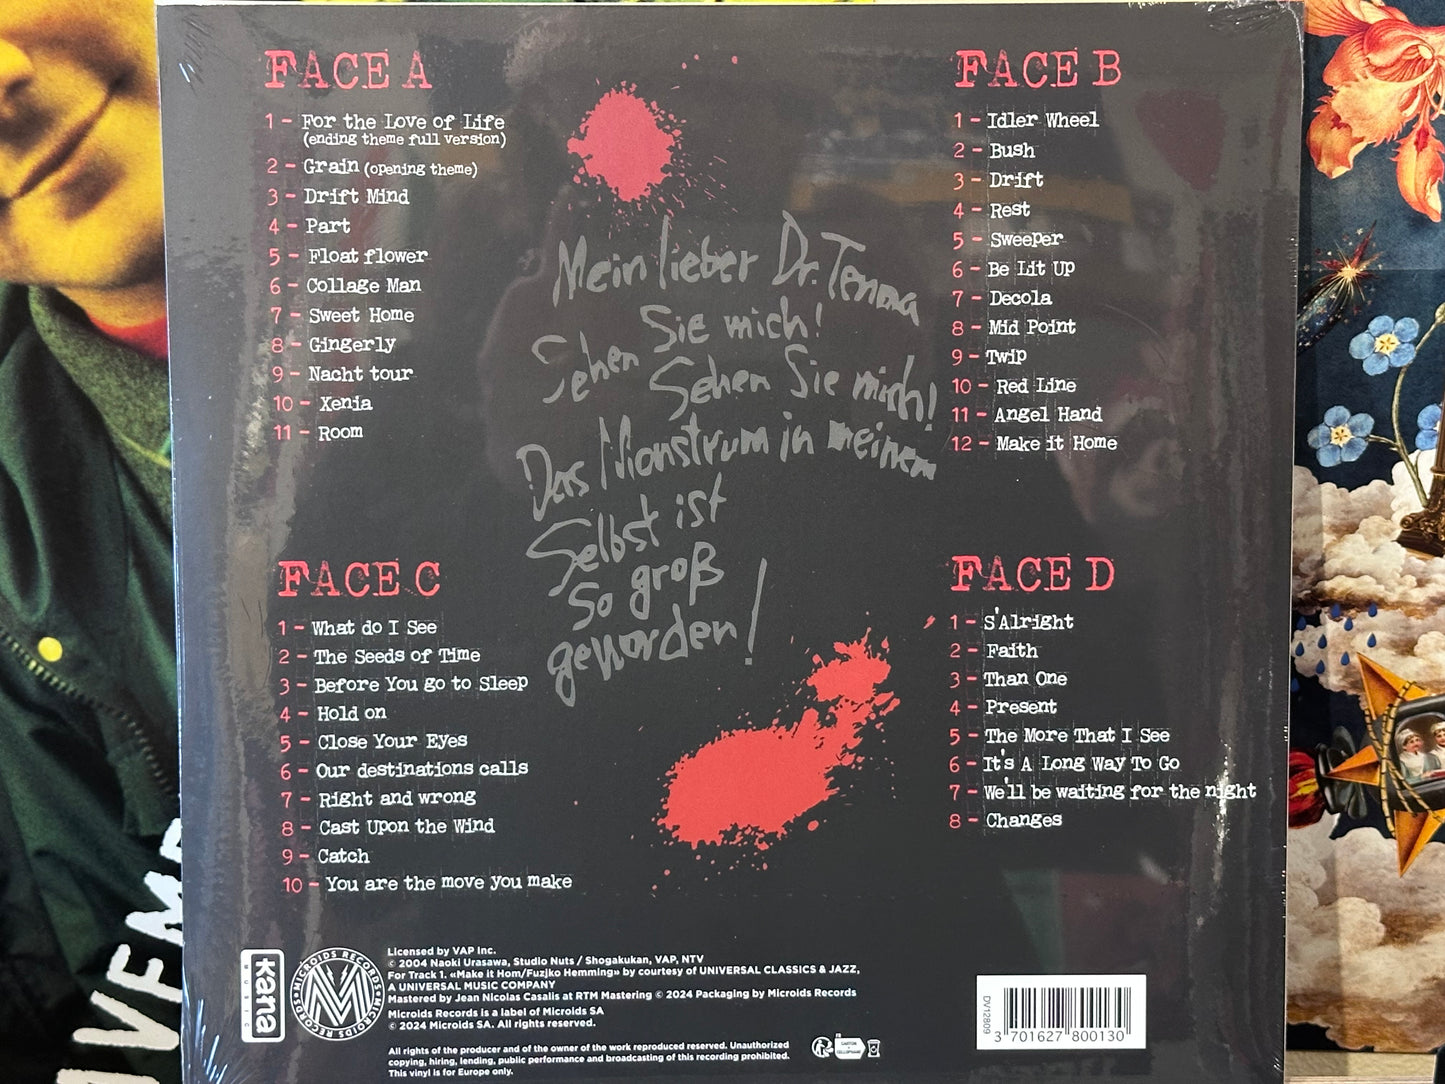 FACE A
1 - For the Love of Life
(ending theme full version)
2 - Grain (opening theme)
3 - Drift Mind
4 - Part
5 - Float flower
6 - Collage Man
7 - Sweet Home
8 - Gingerly
9 - Nacht tour
10 - Xenia
11 - Room
FACE B
1 - Idler Wheel
2 - Bush
3 - Drift
4 - Rest
5 - Sweeper
6 - Be Lit Up
7 - Decola
8 - Mid Point
9 - Twip
10 - Red Line
11 - Angel Hand
12 - Make it Home
Mein lieber Dr. Tenma
Sehen Sie mich!
Sehen Sie mich!
Das Monstrum in meinem
Selbst ist
so groß
geworden!
FACE C
1 - What do I See
2 - The Seeds of Time
3 - Before You go to Sleep
4 - Hold on
5 - Close Your Eyes
6 - Our destinations calls
7 - Right and wrong
8 - Cast Upon the Wind
9 - Catch
10 - You are the move you make
FACE D
1 - S'Alright
2 - Faith
3 - Than One
4 - Present
5 - The More That I See
6 - It's A Long Way To Go
7 - We'll be waiting for the night
8 - Changes
kana
MUSIC
MICROIDS RECORDS • MICROIDS RECORDS •
Licensed by VAP Inc.
© 2004 Naoki Urasawa, Studio Nuts / Shogakukan, VAP, NTV
For Track 1. «Make it Hom/Fuzjko Hemming» by courtesy of UNIVERSAL CLASSICS & JAZZ,
A UNIVERSAL MUSIC COMPANY
Mastered by Jean Nicolas Casalis at RTM Mastering © 2024 Packaging by Microids Records
Microids Records is a label of Microids SA
© 2024 Microids SA. All rights reserved.
All rights of the producer and of the owner of the work reproduced reserved. Unauthorized
copying, hiring, lending, public performance and broadcasting of this recording prohibited.
This vinyl is for Europe only.
DV12809
3 701627 800130